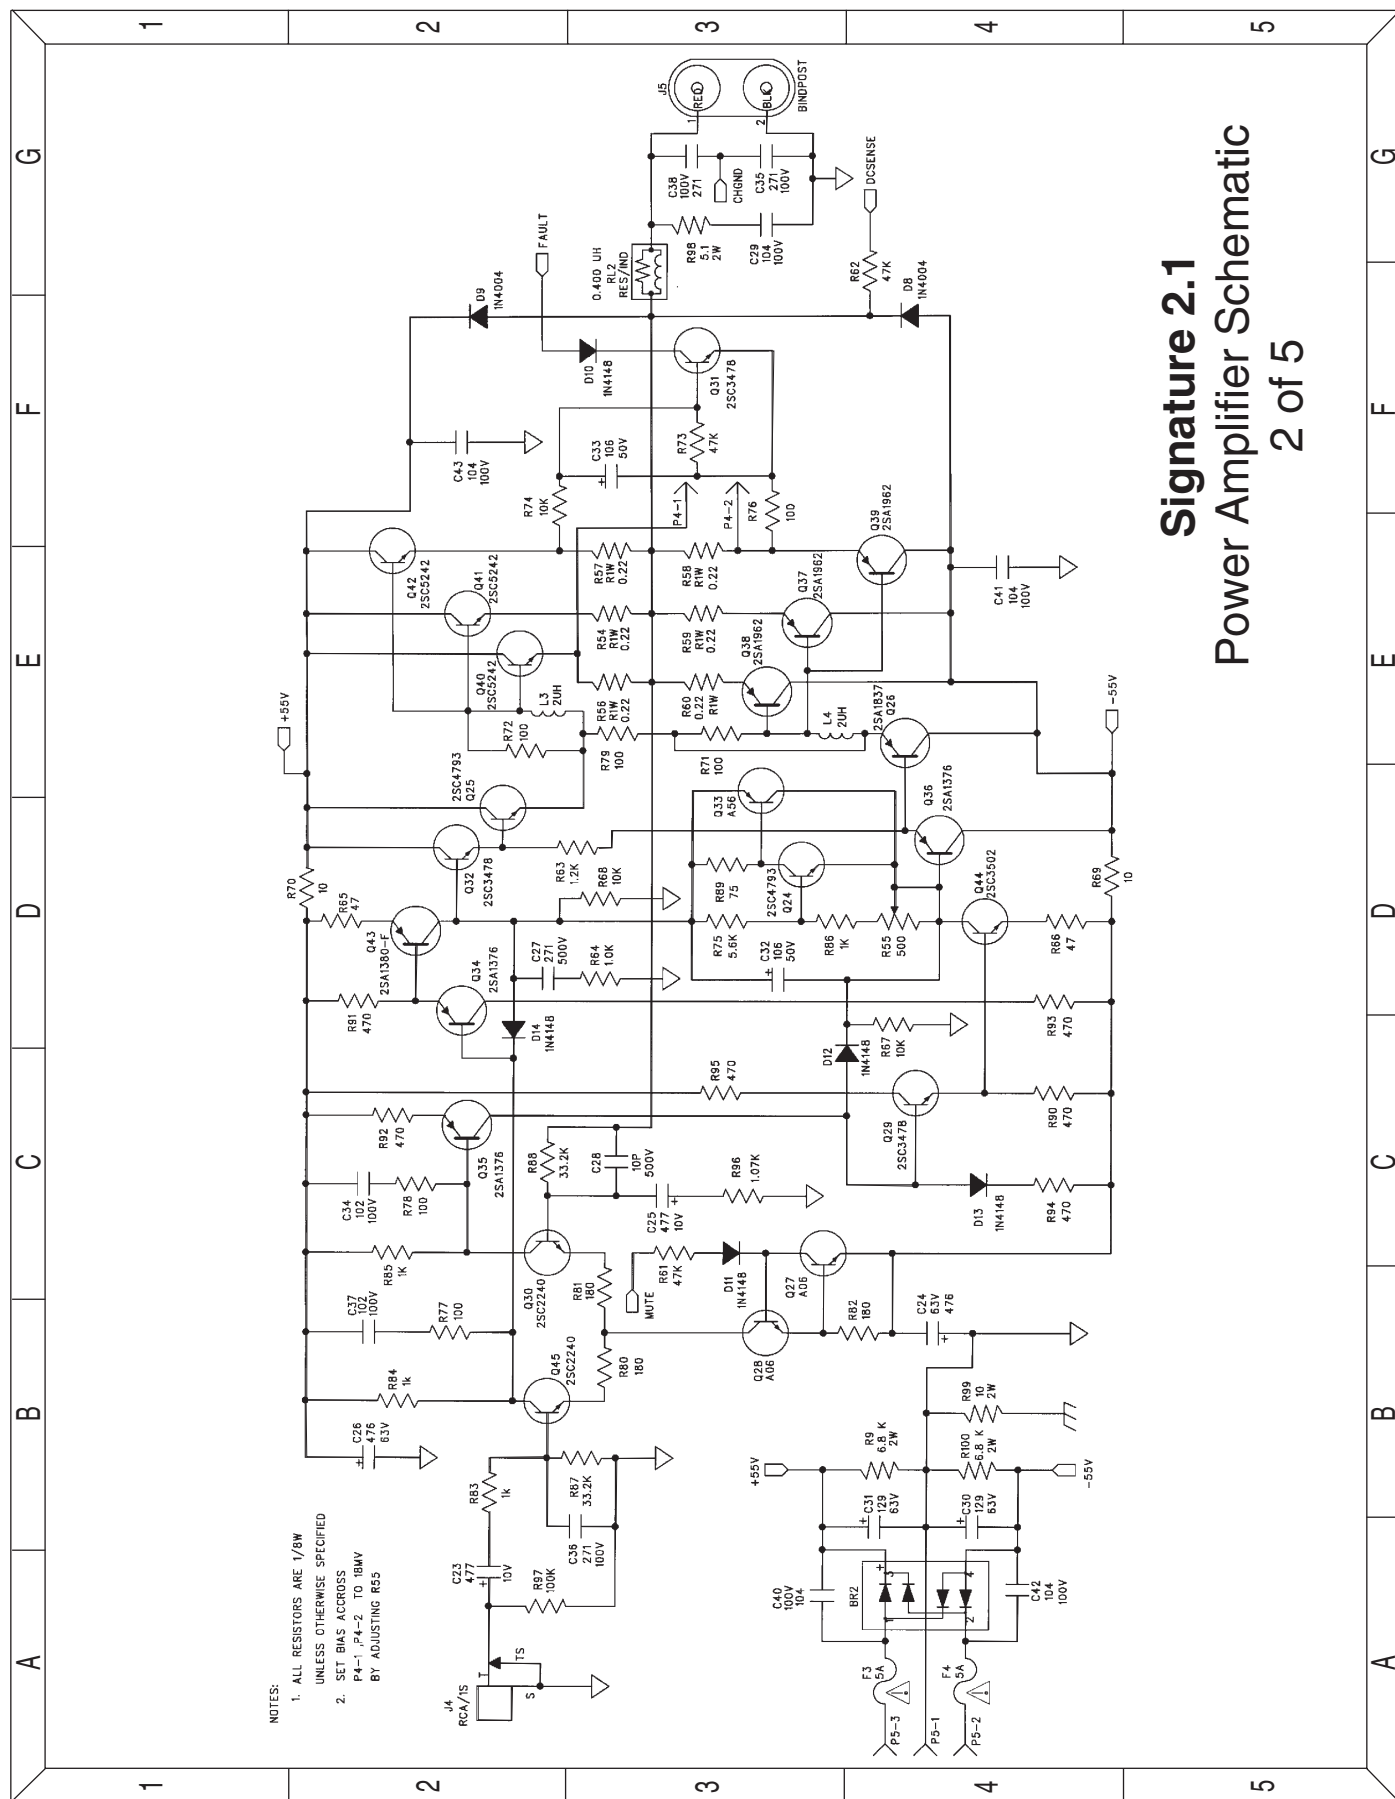 Signature 2.1
Power Amplifier Schematic
2 of 5
A
B
C
D
E
F
G
A
B
C
D
E
F
G
1
2
3
4
5
1
2
3
4
5
NOTES:
1. ALL RESISTORS ARE 1/8W
UNLESS OTHERWISE SPECIFIED
2. SET BIAS ACCROSS
P4-1 ,P4-2 TO 18MV
BY ADJUSTING R55
J4
RCA/1S
T
TS
S
C23
477
10V
+
R97
100K
R83
1k
C36
271
100V
R87
33.2K
C26
476
63V
+
R84
1k
C37
102
100V
R77
100
Q45
2SC2240
R80
180
R81
180
Q30
2SC2240
R85
1K
C34
102
100V
R78
100
R92
470
Q35
2SA1376
R88
33.2K
C28
10P
500V
C25
477
10V
+
R96
1.07K
MUTE
R61
47K
D11
1N4148
Q28
A06
Q27
A06
R82
180
C24
63V
476
+
R95
470
Q29
2SC3478
D13
1N4148
R94
470
R90
470
D12
1N4148
R67
10K
R93
470
R91
470
Q34
2SA1376
D14
1N4148
Q43
2SA1380-F
R65
47
R70
10
C27
271
500V
R64
1.0K
R68
10K
R63
1.2K
Q32
2SC3478
Q25
2SC4793
+55V
C32
106
50V
+
R75
5.6K
R89
75
Q24
2SC4793
Q33
A56
R86
1K
R55
500
Q44
2SC3502
R66
47
R69
10
Q36
2SA1376
Q26
2SA1837
-55V
R72
100
L3
2UH
R79
100
R71
100
L4
2UH
Q40
2SC5242
Q41
2SC5242
Q42
2SC5242
R56
R1W
0.22
R54
R1W
0.22
R57
R1W
0.22
R60
0.22
R1W
R59
R1W
0.22
R58
R1W
0.22
Q38
2SA1962
Q37
2SA1962
Q39
2SA1962
C41
104
100V
R74
10K
C33
106
50V
+
R73
47K
P4-1
P4-2
R76
100
C43
104
100V
D10
1N4148
Q31
2SC3478
FAULT
D9
1N4004
D8
1N4004
R62
47K
DCSENSE
0.400 UH
RL2
RES/IND
R98
5.1
2W
C29
104
100V
C38
100V
271
CHGND
C35
271
100V
J5
RED
1
BLK
2
BINDPOST
P5-3
P5-1
P5-2
F3
5A
F4
5A
BR2
+
1
3
2
4
-
C40
100V
104
C42
104
100V
C31
129
63V
+
C30
129
63V
+
R9
6.8 K
2W
R100
6.8 K
2W
+55V
-55V
R99
10
2W